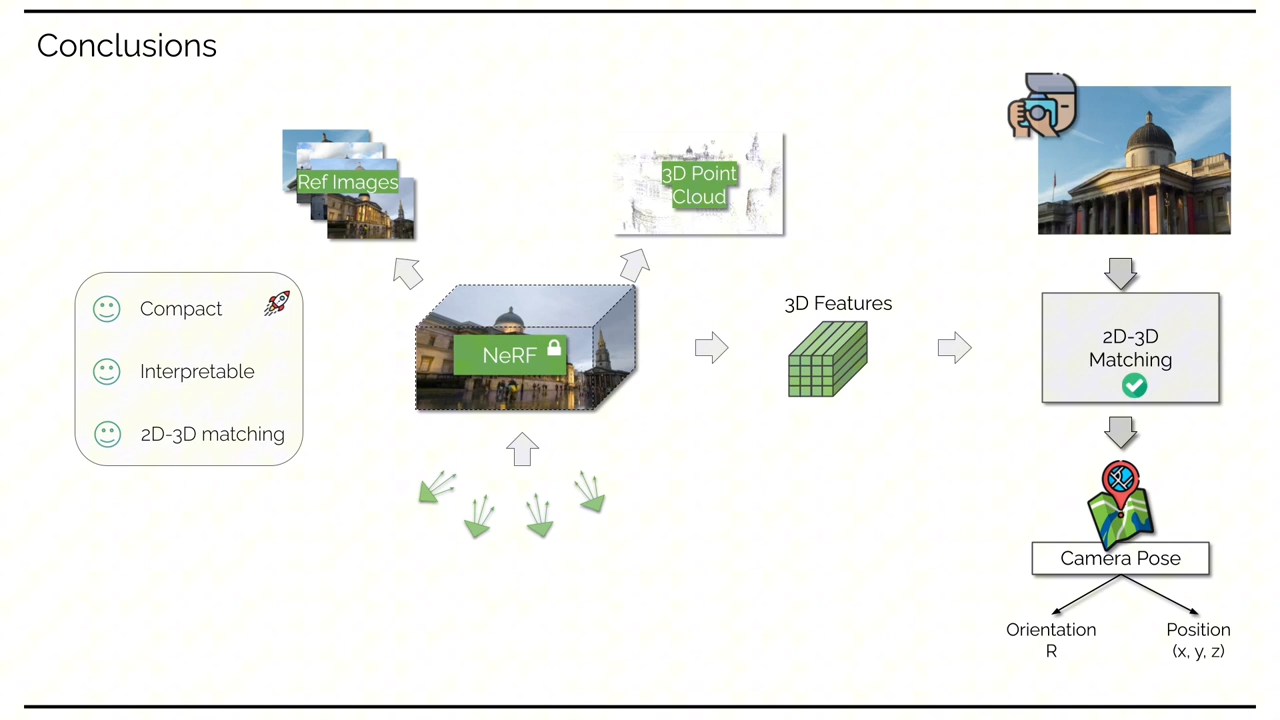 Conclusions
Ref Images
3D Point
Cloud
Compact
Interpretable
2D-3D matching
NeRF
3D Features
2D-3D
Matching
Camera Pose
Orientation
R
Position
(x, y, z)